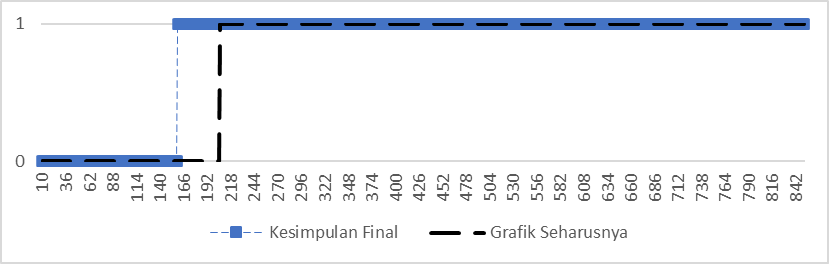 1
0
10 36 62 88 114 140 166 192 218 244 270 296 322 348 374 400 426 452 478 504 530 556 582 608 634 660 686 712 738 764 790 816 842
Kesimpulan Final Grafik Seharusnya